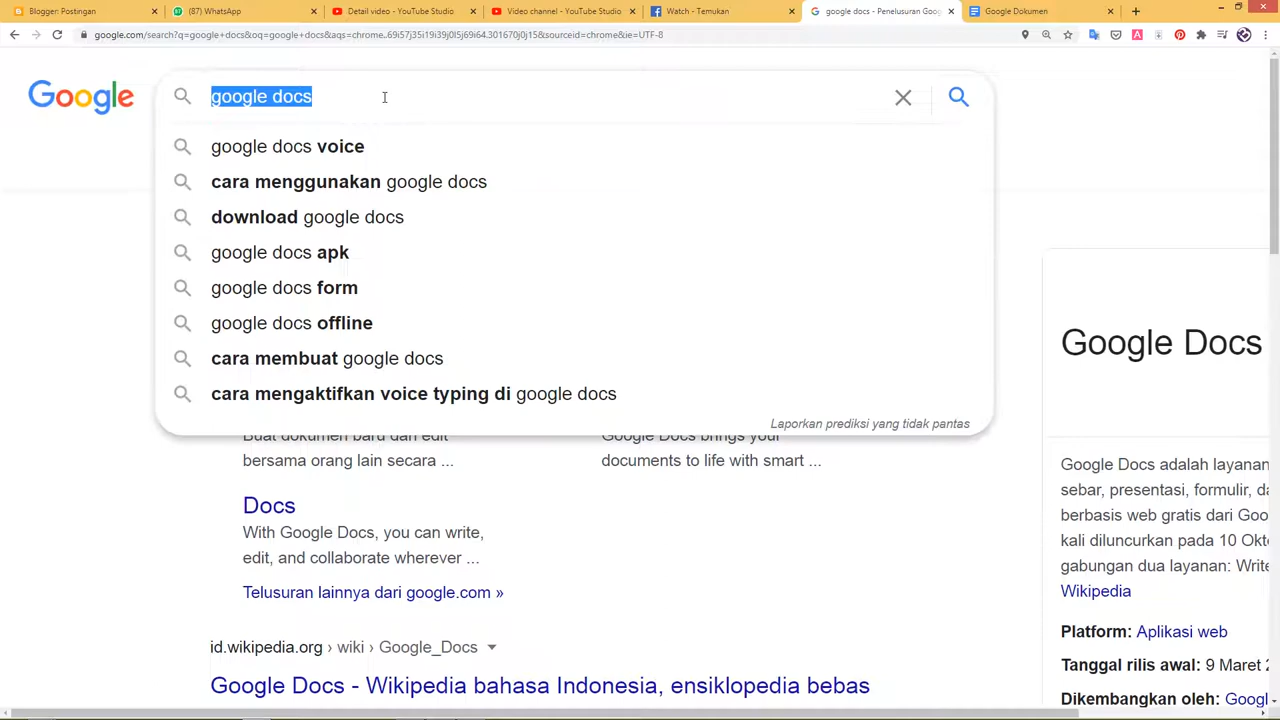 Blogger: Postingan
(87) WhatsApp
Detail video - YouTube Studio
Video channel - YouTube Studio
Watch - Temukan
google docs - Penelusuran Goog
Google Dokumen
google.com/search?q=google+docs&oq=google+docs&aqs=chrome..69i57j35i19i39j0l5j69i64.301670j0j15&sourceid=chrome&ie=UTF-8
Google
google docs
google docs voice
cara menggunakan google docs
download google docs
google docs apk
google docs form
google docs offline
cara membuat google docs
cara mengaktifkan voice typing di google docs
Laporkan prediksi yang tidak pantas
Buat dokumen baru dan edit
bersama orang lain secara ...
Google Docs brings your
documents to life with smart ...
Docs
With Google Docs, you can write,
edit, and collaborate wherever ...
Telusuran lainnya dari google.com »
id.wikipedia.org › wiki › Google_Docs
Google Docs - Wikipedia bahasa Indonesia, ensiklopedia bebas
Google Docs
Google Docs adalah layanan
sebar, presentasi, formulir, da
berbasis web gratis dari Goo
kali diluncurkan pada 10 Okt
gabungan dua layanan: Write
Wikipedia
Platform: Aplikasi web
Tanggal rilis awal: 9 Maret 2
Dikembangkan oleh: Googl